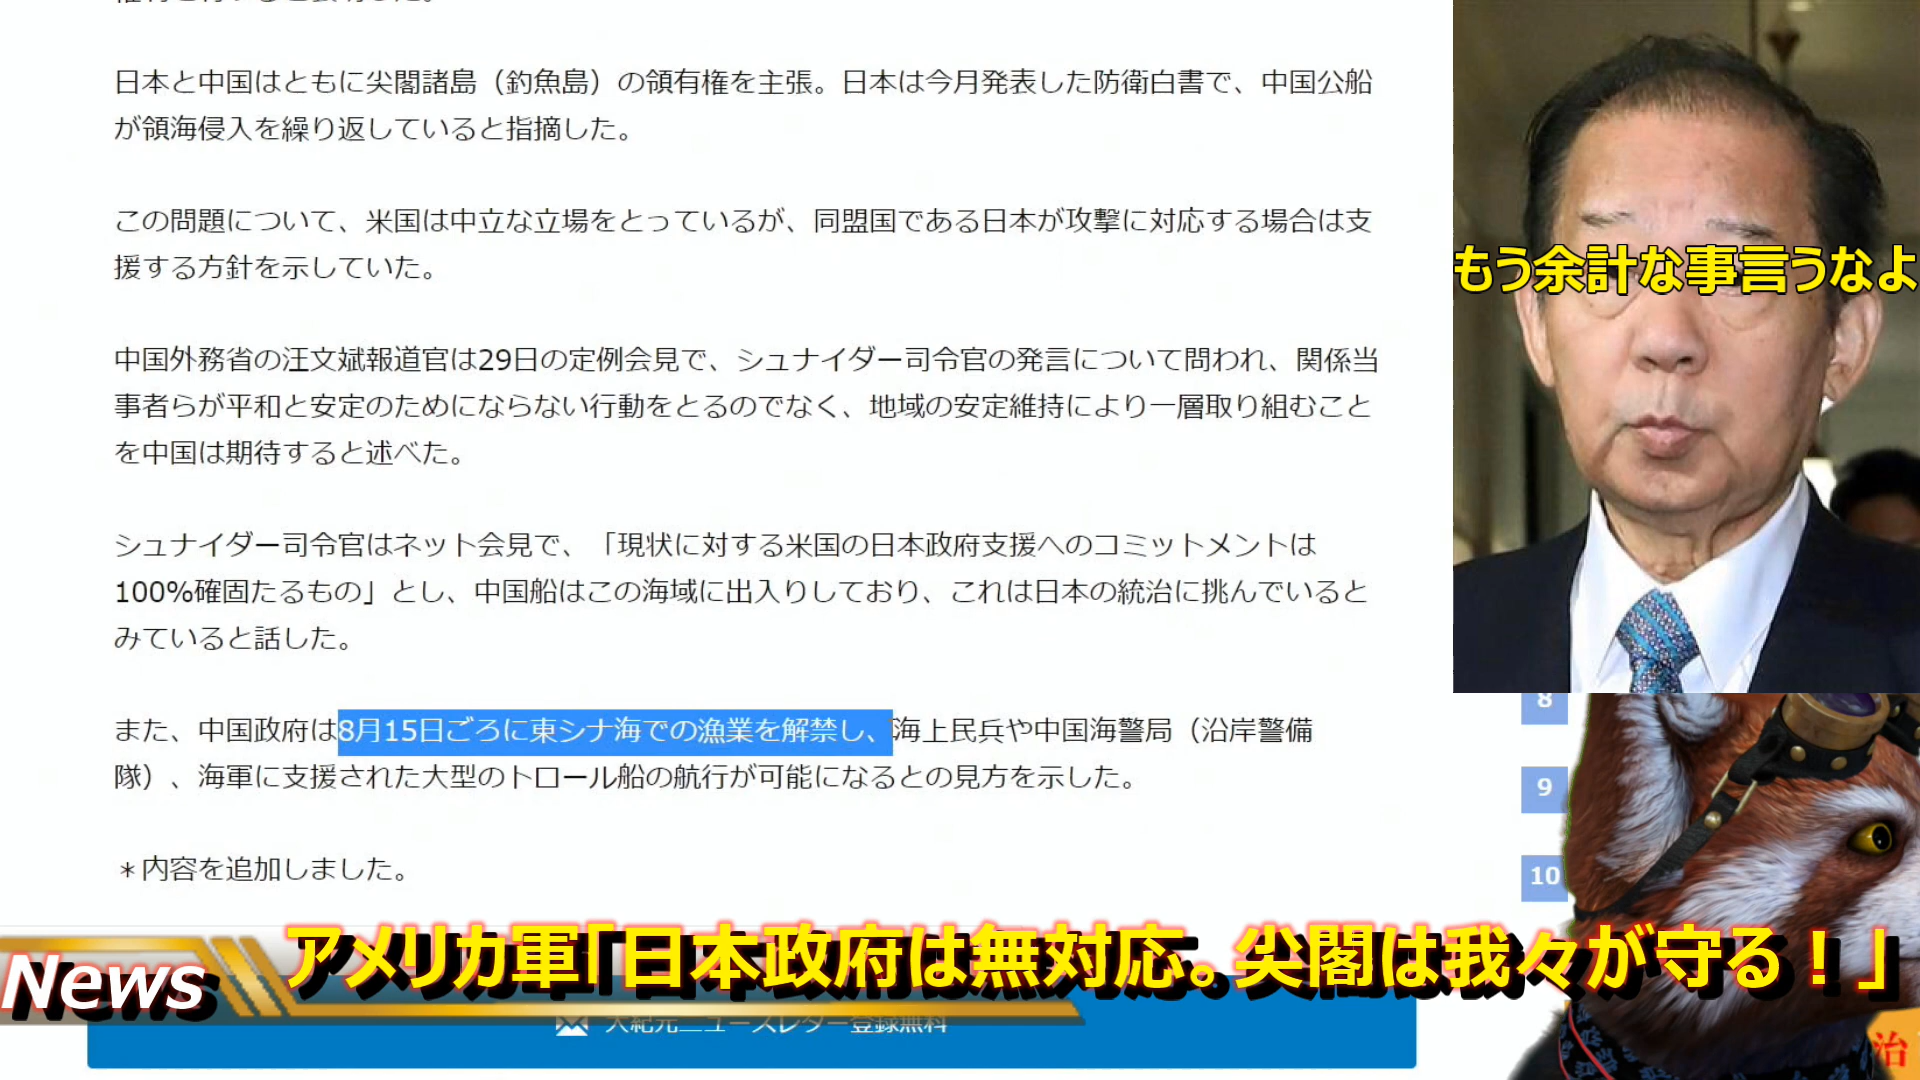 日本と中国はともに尖閣諸島（釣魚島）の領有権を主張。日本は今月発表した防衛白書で、中国公船
が領海侵入を繰り返していると指摘した。
この問題について、米国は中立な立場をとっているが、同盟国である日本が攻撃に対応する場合は支
援する方針を示していた。
中国外務省の汪文斌報道官は29日の定例会見で、シュナイダー司令官の発言について問われ、関係当
事者らが平和と安定のためにならない行動をとるのでなく、地域の安定維持により一層取り組むこと
を中国は期待すると述べた。
シュナイダー司令官はネット会見で、「現状に対する米国の日本政府支援へのコミットメントは
100%確固たるもの」とし、中国船はこの海域に出入りしており、これは日本の統治に挑んでいると
みていると話した。
また、中国政府は8月15日ごろに東シナ海での漁業を解禁し、海上民兵や中国海警局（沿岸警備
隊）、海軍に支援された大型のトロール船の航行が可能になるとの見方を示した。
＊内容を追加しました。
もう余計な事言うなよ
8
9
10
News
アメリカ軍「日本政府は無対応。尖閣は我々が守る！」
大紀元ニュースレター登録無料
治